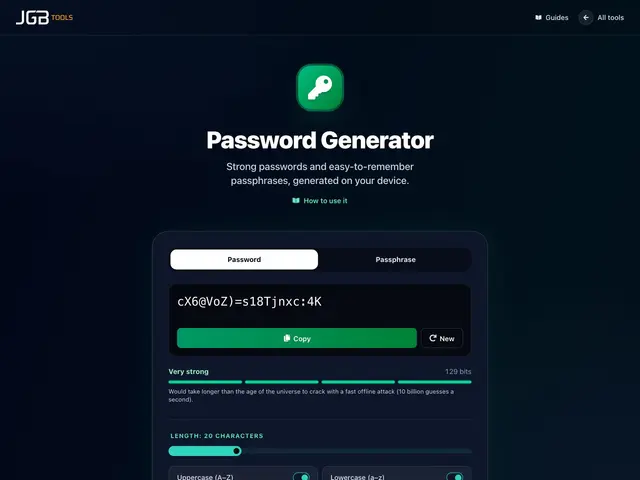 JGB TOOLS
Guides
All tools
Password Generator
Strong passwords and easy-to-remember
passphrases, generated on your device.
How to use it
Password
Passphrase
cX6@VoZ)=s18Tjnxc:4K
Copy
New
Very strong
129 bits
Would take longer than the age of the universe to crack with a fast offline attack (10 billion guesses a
second).
LENGTH: 20 CHARACTERS
Uppercase (A–Z)
Lowercase (a–z)